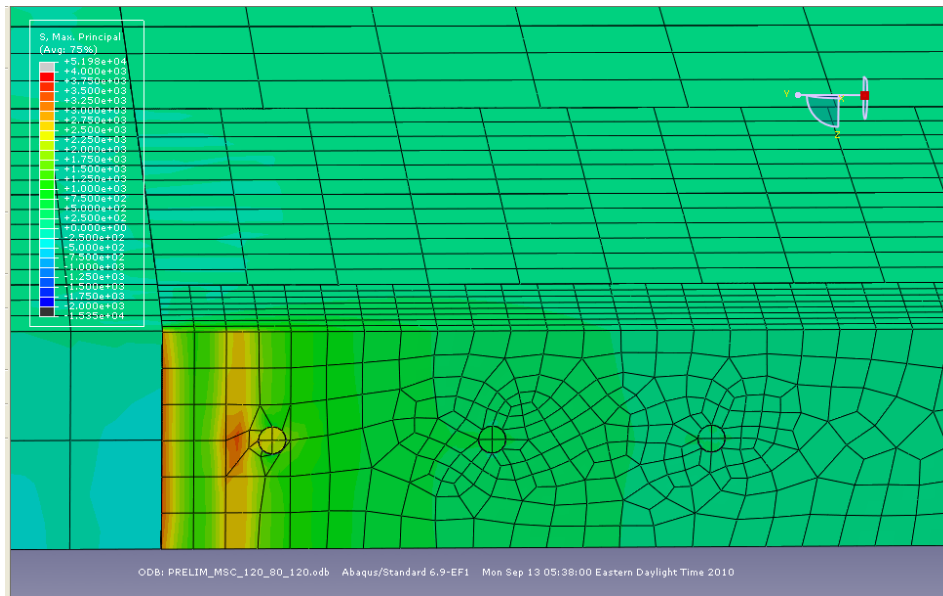 S, Max. Principal
(Avg: 75%)
+5.198e+04
+4.000e+03
+3.750e+03
+3.500e+03
+3.250e+03
+3.000e+03
+2.750e+03
+2.500e+03
+2.250e+03
+2.000e+03
+1.750e+03
+1.500e+03
+1.250e+03
+1.000e+03
+7.500e+02
+5.000e+02
+2.500e+02
+0.000e+00
-2.500e+02
-5.000e+02
-7.500e+02
-1.000e+03
-1.250e+03
-1.500e+03
-1.750e+03
-2.000e+03
-1.535e+04
Y
X
Z
ODB: PRELIM_MSC_120_80_120.odb Abaqus/Standard 6.9-EF1 Mon Sep 13 05:38:00 Eastern Daylight Time 2010